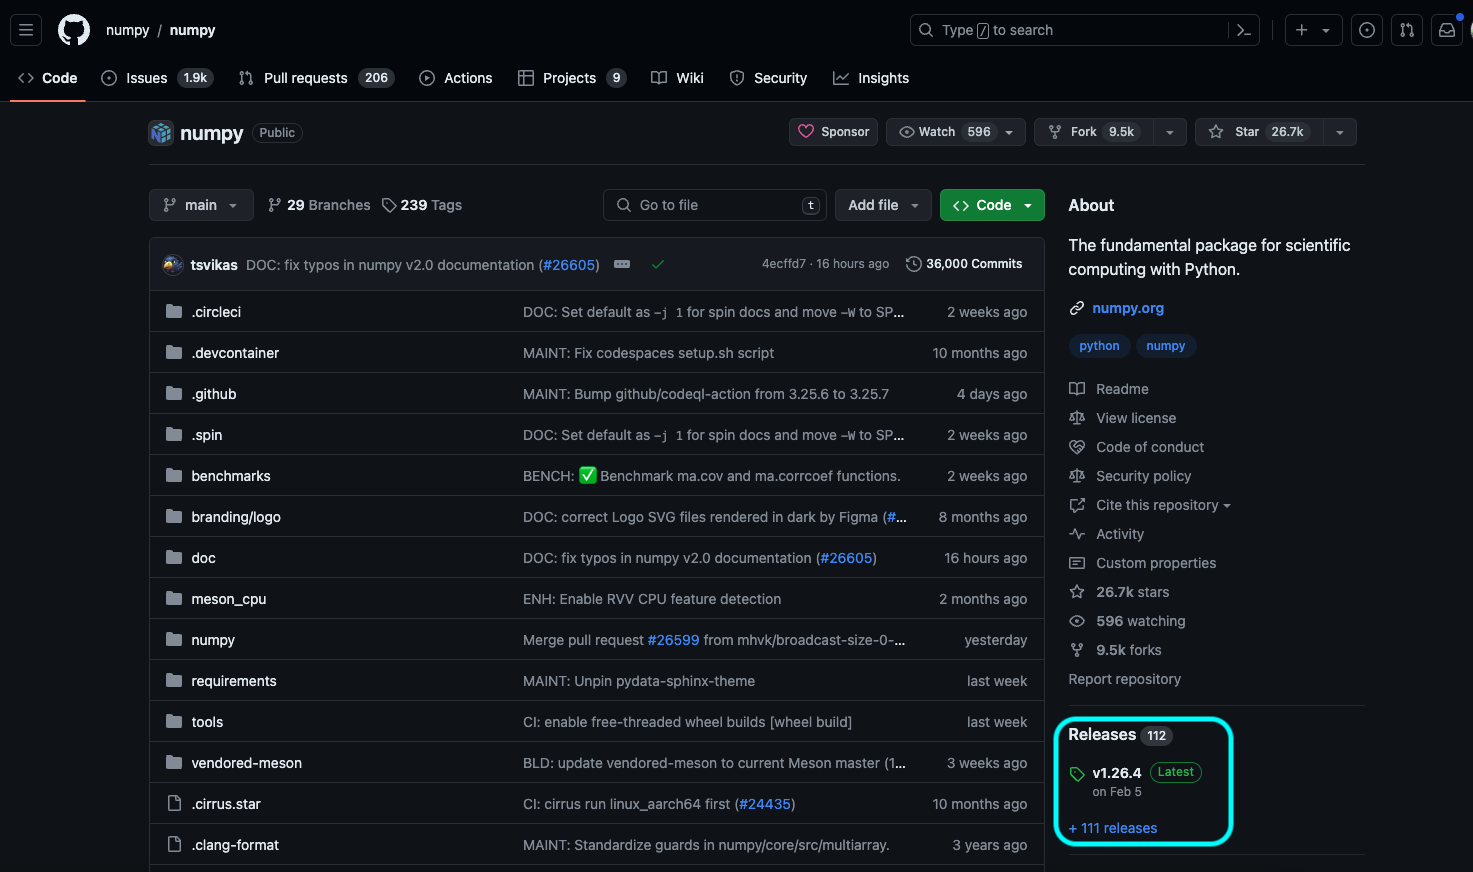 numpy / numpy
Type / to search
Code
Issues 1.9k
Pull requests 206
Actions
Projects 9
Wiki
Security
Insights
numpy Public
Sponsor
Watch 596
Fork 9.5k
Star 26.7k
main
29 Branches
239 Tags
Go to file t
Add file
Code
tsvikas DOC: fix typos in numpy v2.0 documentation (#26605)
4ecffd7 · 16 hours ago
36,000 Commits
.circleci DOC: Set default as -j 1 for spin docs and move -W to SP... 2 weeks ago
.devcontainer MAINT: Fix codespaces setup.sh script 10 months ago
.github MAINT: Bump github/codeql-action from 3.25.6 to 3.25.7 4 days ago
.spin DOC: Set default as -j 1 for spin docs and move -W to SP... 2 weeks ago
benchmarks BENCH: ✅ Benchmark ma.cov and ma.corrcoef functions. 2 weeks ago
branding/logo DOC: correct Logo SVG files rendered in dark by Figma (#... 8 months ago
doc DOC: fix typos in numpy v2.0 documentation (#26605) 16 hours ago
meson_cpu ENH: Enable RVV CPU feature detection 2 months ago
numpy Merge pull request #26599 from mhvk/broadcast-size-0-... yesterday
requirements MAINT: Unpin pydata-sphinx-theme last week
tools CI: enable free-threaded wheel builds [wheel build] last week
vendored-meson BLD: update vendored-meson to current Meson master (1... 3 weeks ago
.cirrus.star CI: cirrus run linux_aarch64 first (#24435) 10 months ago
.clang-format MAINT: Standardize guards in numpy/core/src/multiarray. 3 years ago
About
The fundamental package for scientific
computing with Python.
numpy.org
python numpy
Readme
View license
Code of conduct
Security policy
Cite this repository
Activity
Custom properties
26.7k stars
596 watching
9.5k forks
Report repository
Releases 112
v1.26.4 Latest
on Feb 5
+ 111 releases